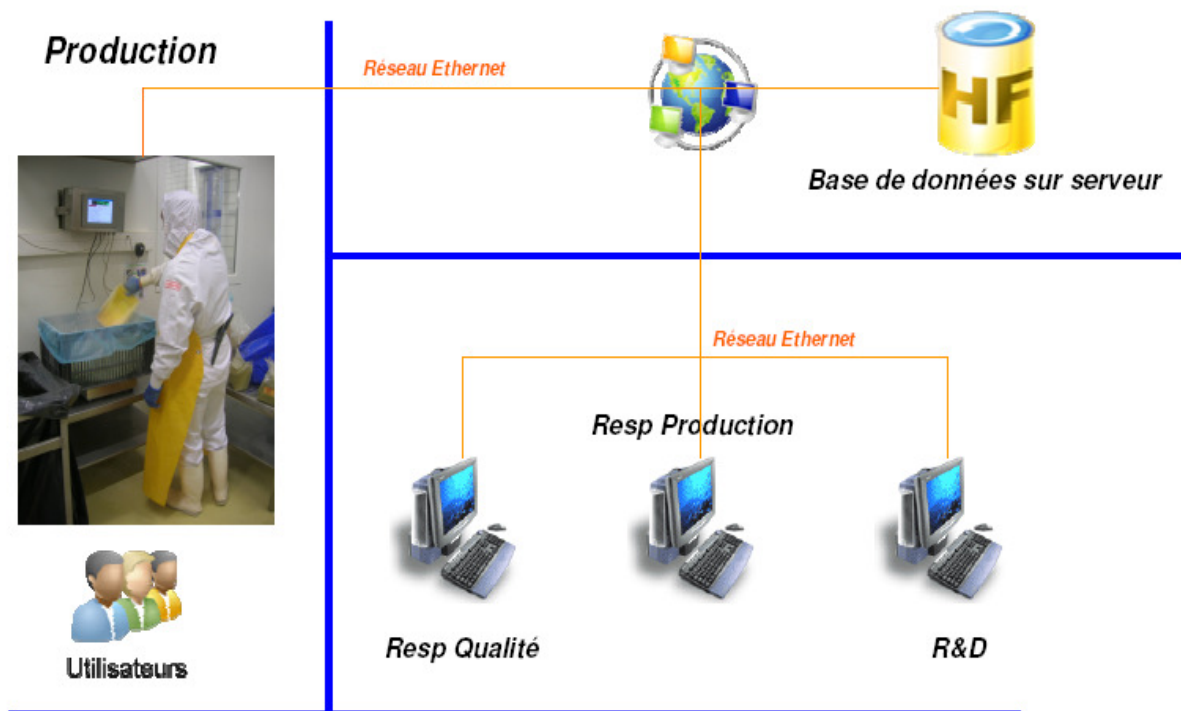 Production
Réseau Ethernet
HF
Base de données sur serveur
Réseau Ethernet
Resp Production
Resp Qualité
R&D
Utilisateurs